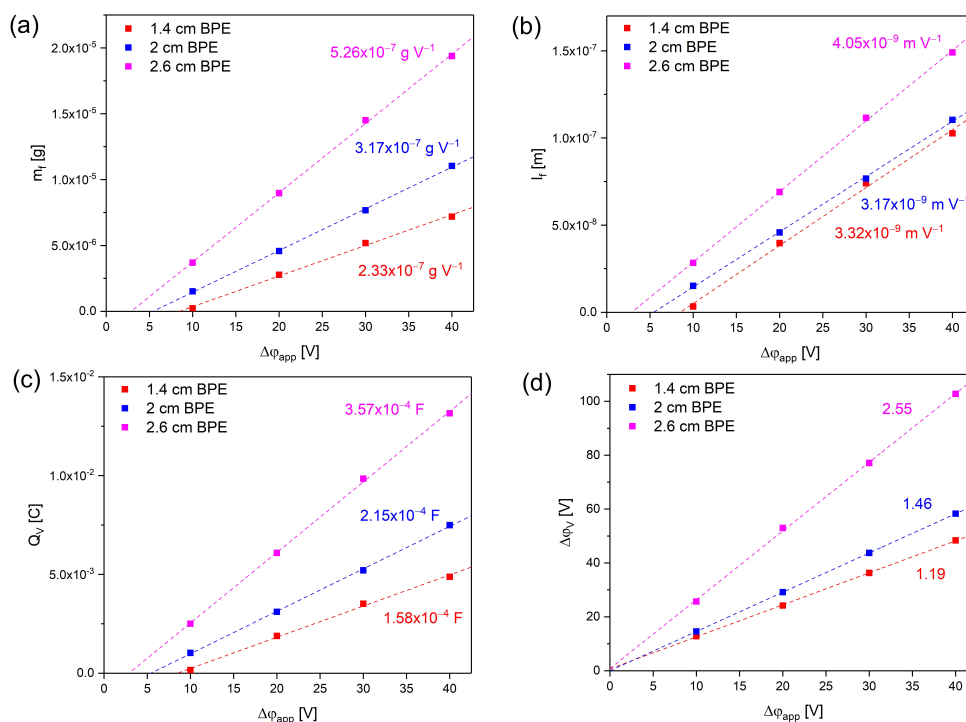 (a)
1.4 cm BPE
2 cm BPE
2.6 cm BPE
5.26x10⁻⁷ g V⁻¹
3.17x10⁻⁷ g V⁻¹
2.33x10⁻⁷ g V⁻¹
2.0x10⁻⁵
1.5x10⁻⁵
1.0x10⁻⁵
5.0x10⁻⁶
0.0
m_f [g]
0 5 10 15 20 25 30 35 40
Δφ_app [V]
(b)
1.4 cm BPE
2 cm BPE
2.6 cm BPE
4.05x10⁻⁹ m V⁻¹
3.17x10⁻⁹ m V⁻¹
3.32x10⁻⁹ m V⁻¹
1.5x10⁻⁷
1.0x10⁻⁷
5.0x10⁻⁸
0.0
l_f [m]
0 5 10 15 20 25 30 35 40
Δφ_app [V]
(c)
1.4 cm BPE
2 cm BPE
2.6 cm BPE
3.57x10⁻⁴ F
2.15x10⁻⁴ F
1.58x10⁻⁴ F
1.5x10⁻²
1.0x10⁻²
5.0x10⁻³
0.0
Q_V [C]
0 5 10 15 20 25 30 35 40
Δφ_app [V]
(d)
1.4 cm BPE
2 cm BPE
2.6 cm BPE
2.55
1.46
1.19
100
80
60
40
20
0
Δφ_V [V]
0 5 10 15 20 25 30 35 40
Δφ_app [V]